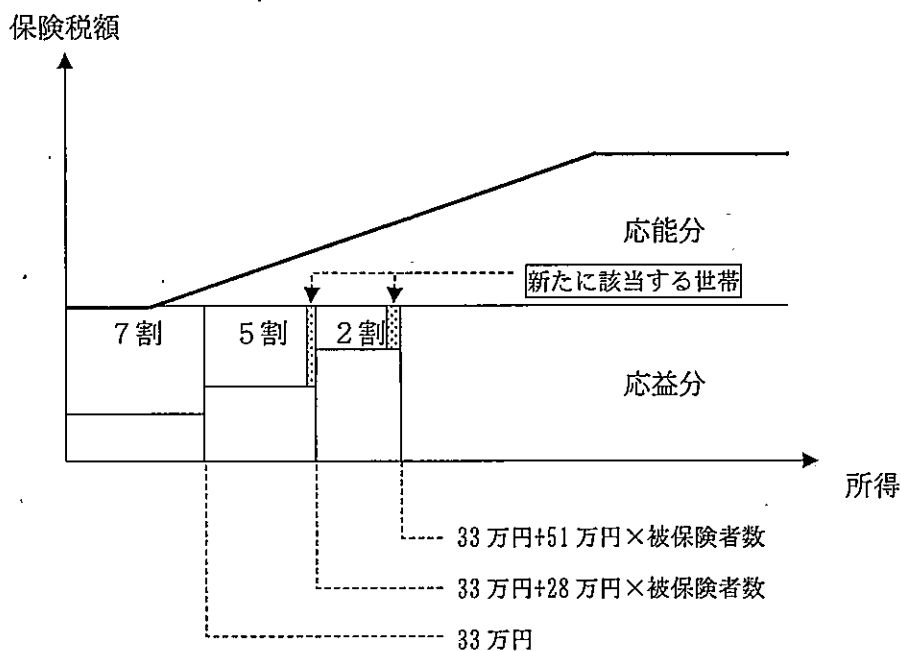 保険税額
応能分
新たに該当する世帯
7割
5割
2割
応益分
所得
33万円+51万円×被保険者数
33万円+28万円×被保険者数
33万円